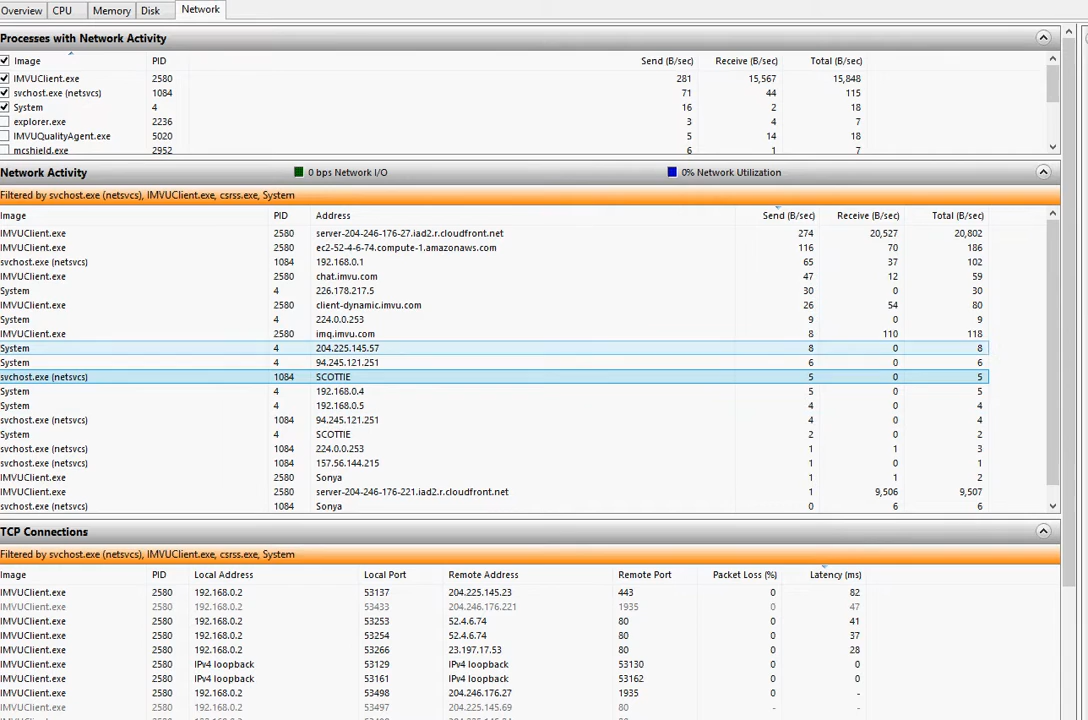 Overview CPU Memory Disk Network
Processes with Network Activity
Image PID Send (B/sec) Receive (B/sec) Total (B/sec)
IMVUClient.exe 2580 281 15,567 15,848
svchost.exe (netsvcs) 1084 71 44 115
System 4 16 2 18
explorer.exe 2236 3 4 7
IMVUQualityAgent.exe 5020 5 14 18
mcshield.exe 2952 6 1 7
Network Activity 0 bps Network I/O 0% Network Utilization
Filtered by svchost.exe (netsvcs), IMVUClient.exe, csrss.exe, System
Image PID Address Send (B/sec) Receive (B/sec) Total (B/sec)
IMVUClient.exe 2580 server-204-246-176-27.iad2.r.cloudfront.net 274 20,527 20,802
IMVUClient.exe 2580 ec2-52-4-6-74.compute-1.amazonaws.com 116 70 186
svchost.exe (netsvcs) 1084 192.168.0.1 65 37 102
IMVUClient.exe 2580 chat.imvu.com 47 12 59
System 4 226.178.217.5 30 0 30
IMVUClient.exe 2580 client-dynamic.imvu.com 26 54 80
System 4 224.0.0.253 9 0 9
IMVUClient.exe 2580 imq.imvu.com 8 110 118
System 4 204.225.145.57 8 0 8
System 4 94.245.121.251 6 0 6
svchost.exe (netsvcs) 1084 SCOTTIE 5 0 5
System 4 192.168.0.4 5 0 5
System 4 192.168.0.5 4 0 4
svchost.exe (netsvcs) 1084 94.245.121.251 4 0 4
System 4 SCOTTIE 2 0 2
svchost.exe (netsvcs) 1084 224.0.0.253 1 1 3
svchost.exe (netsvcs) 1084 157.56.144.215 1 0 1
IMVUClient.exe 2580 Sonya 1 1 2
IMVUClient.exe 2580 server-204-246-176-221.iad2.r.cloudfront.net 1 9,506 9,507
svchost.exe (netsvcs) 1084 Sonya 0 6 6
TCP Connections
Filtered by svchost.exe (netsvcs), IMVUClient.exe, csrss.exe, System
Image PID Local Address Local Port Remote Address Remote Port Packet Loss (%) Latency (ms)
IMVUClient.exe 2580 192.168.0.2 53137 204.225.145.23 443 0 82
IMVUClient.exe 2580 192.168.0.2 53433 204.246.176.221 1935 0 47
IMVUClient.exe 2580 192.168.0.2 53253 52.4.6.74 80 0 41
IMVUClient.exe 2580 192.168.0.2 53254 52.4.6.74 80 0 37
IMVUClient.exe 2580 192.168.0.2 53266 23.197.17.53 80 0 28
IMVUClient.exe 2580 IPv4 loopback 53129 IPv4 loopback 53130 0 0
IMVUClient.exe 2580 IPv4 loopback 53161 IPv4 loopback 53162 0 0
IMVUClient.exe 2580 192.168.0.2 53498 204.246.176.27 1935 0 -
IMVUClient.exe 2580 192.168.0.2 53497 204.225.145.69 80 - -